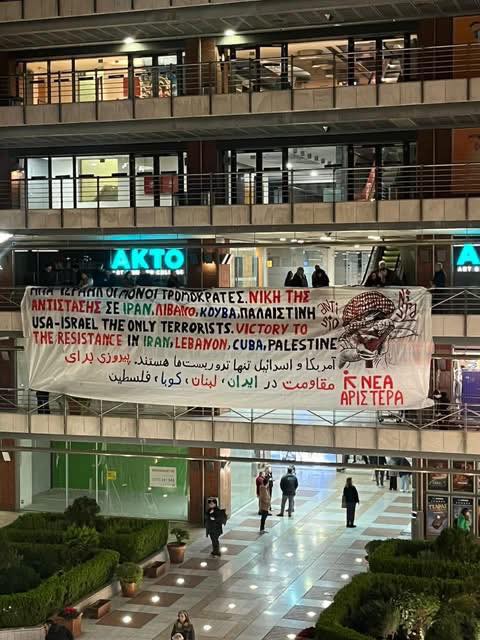 AKTO
ΟΙ ΜΟΝΟΙ ΤΡΟΜΟΚΡΑΤΕΣ. ΝΙΚΗ ΤΗΣ
ΑΝΤΙΣΤΑΣΗΣ ΣΕ ΙΡΑΝ, ΛΙΒΑΝΟ, ΚΟΥΒΑ, ΠΑΛΑΙΣΤΙΝΗ
USA-ISRAEL THE ONLY TERRORISTS. VICTORY TO
THE RESISTANCE IN IRAN, LEBANON, CUBA, PALESTINE
آمریکا و اسرائیل تنها تروریست‌ها هستند. پیروزی برای
مقاومت در ایران، لبنان، کوبا، فلسطین
ΝΕΑ
ΑΡΙΣΤΕΡΑ